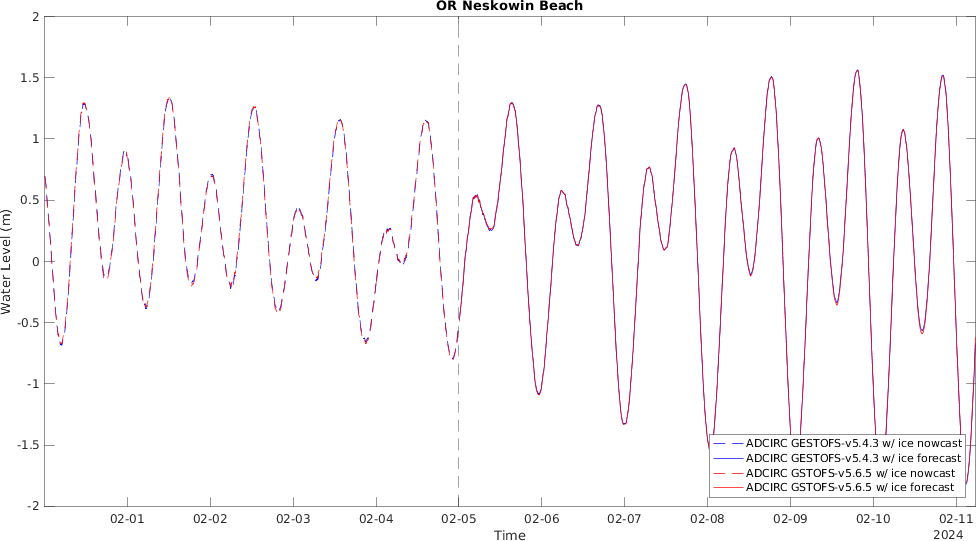 OR Neskowin Beach
2
1.5
1
0.5
0
-0.5
-1
-1.5
-2
Water Level (m)
ADCIRC GESTOFS-v5.4.3 w/ ice nowcast
ADCIRC GESTOFS-v5.4.3 w/ ice forecast
ADCIRC GSTOFS-v5.6.5 w/ ice nowcast
ADCIRC GSTOFS-v5.6.5 w/ ice forecast
02-01 02-02 02-03 02-04 02-05 02-06 02-07 02-08 02-09 02-10 02-11
Time 2024